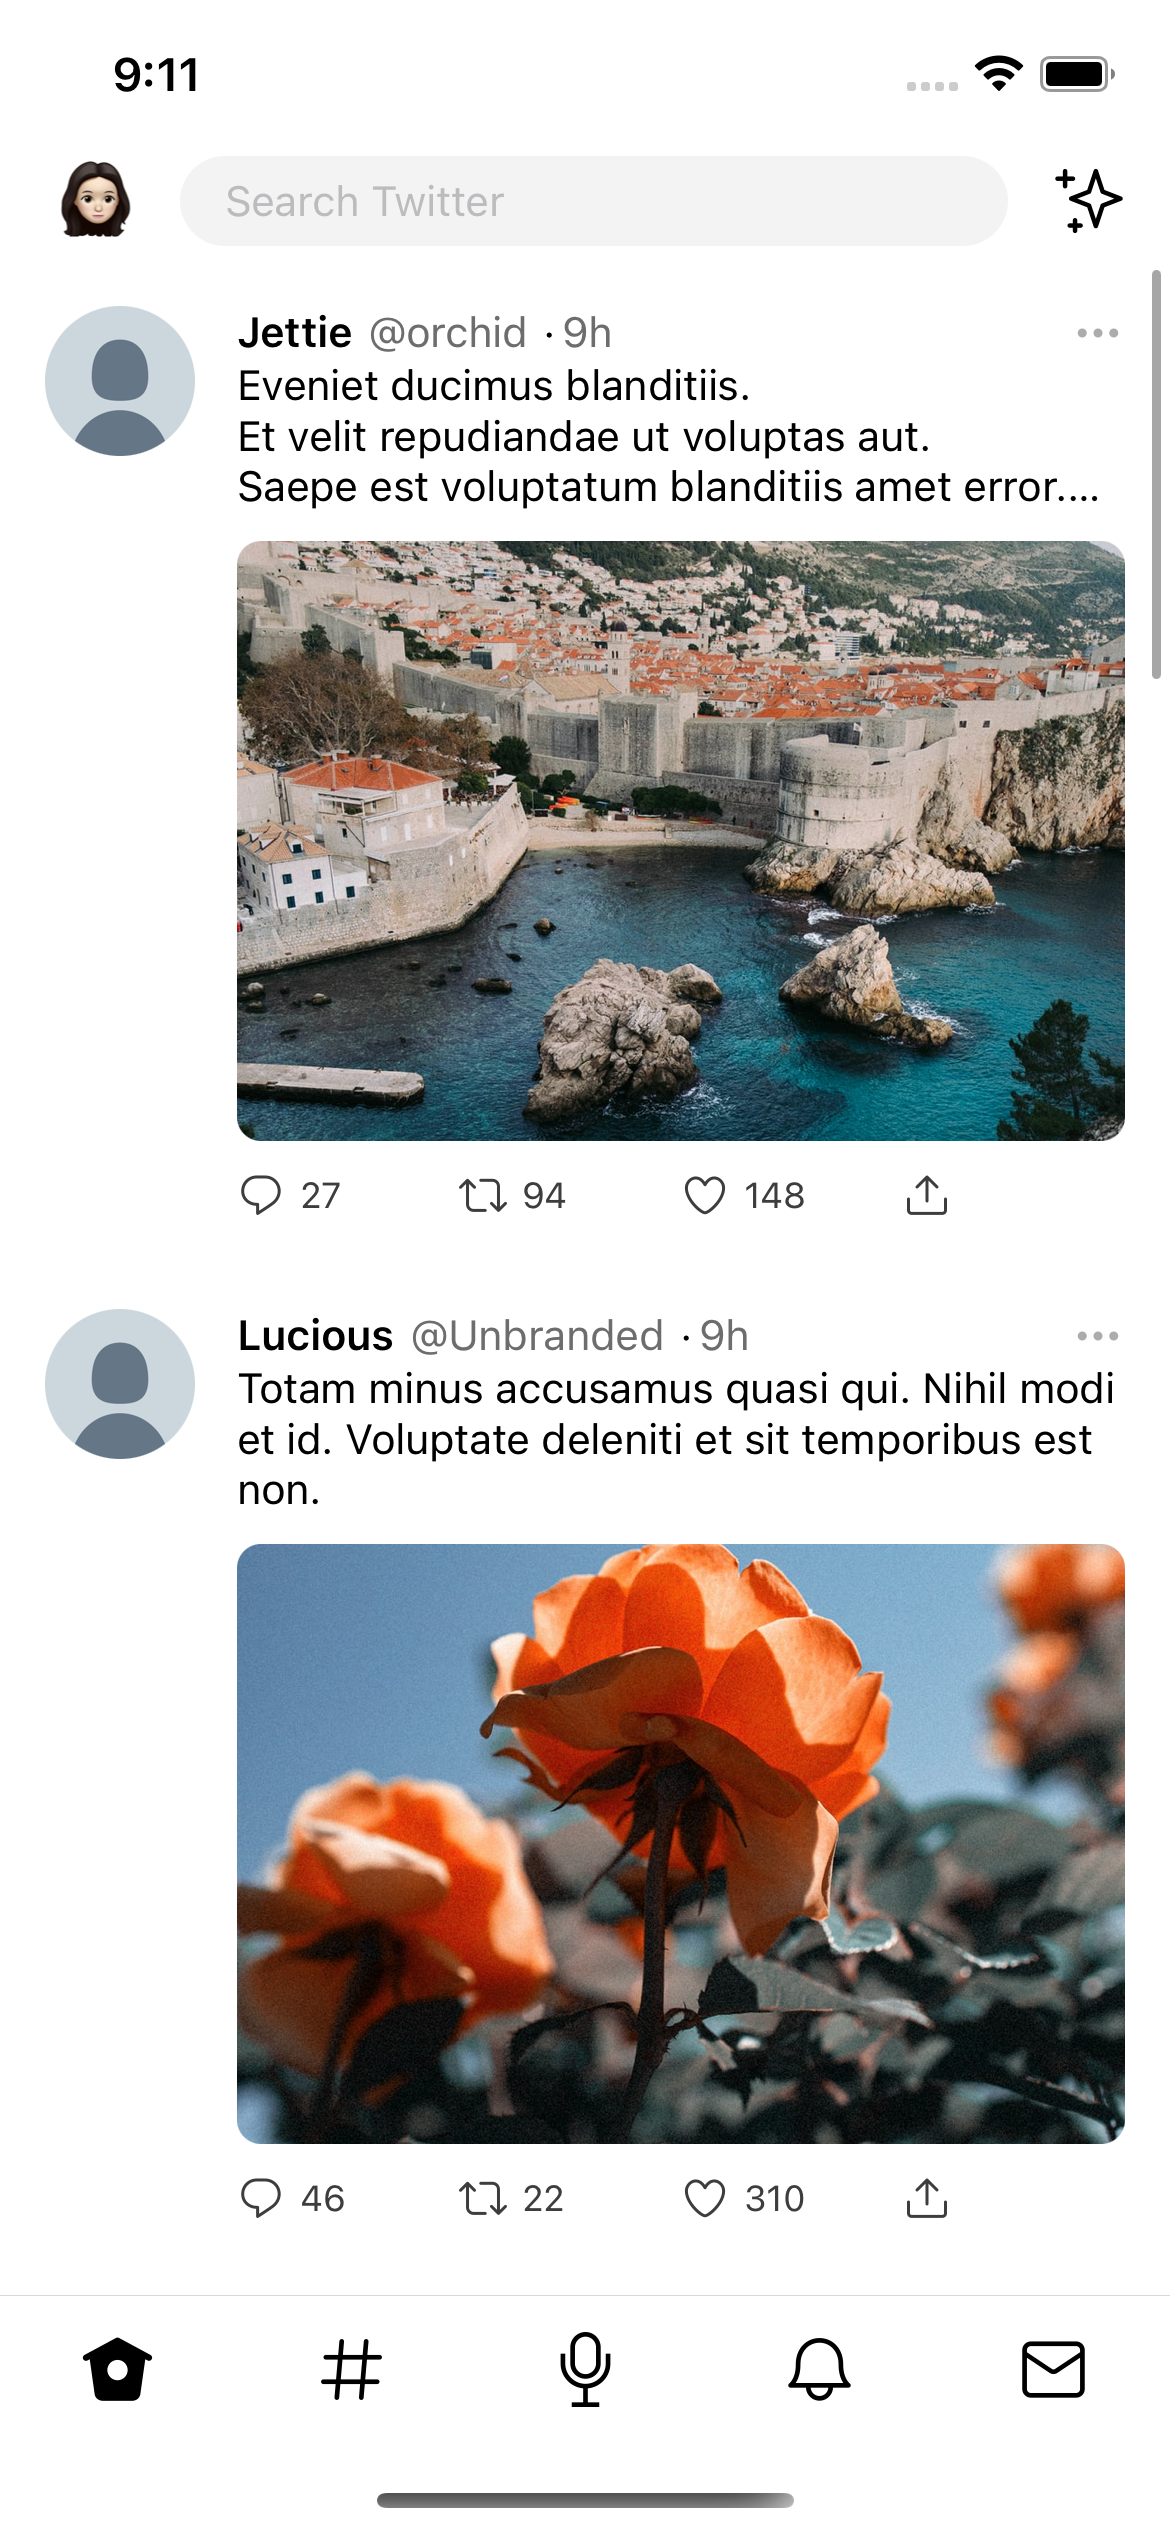 9:11
Search Twitter
Jettie @orchid · 9h
Eveniet ducimus blanditiis.
Et velit repudiandae ut voluptas aut.
Saepe est voluptatum blanditiis amet error....
27 94 148
Lucious @Unbranded · 9h
Totam minus accusamus quasi qui. Nihil modi
et id. Voluptate deleniti et sit temporibus est
non.
46 22 310